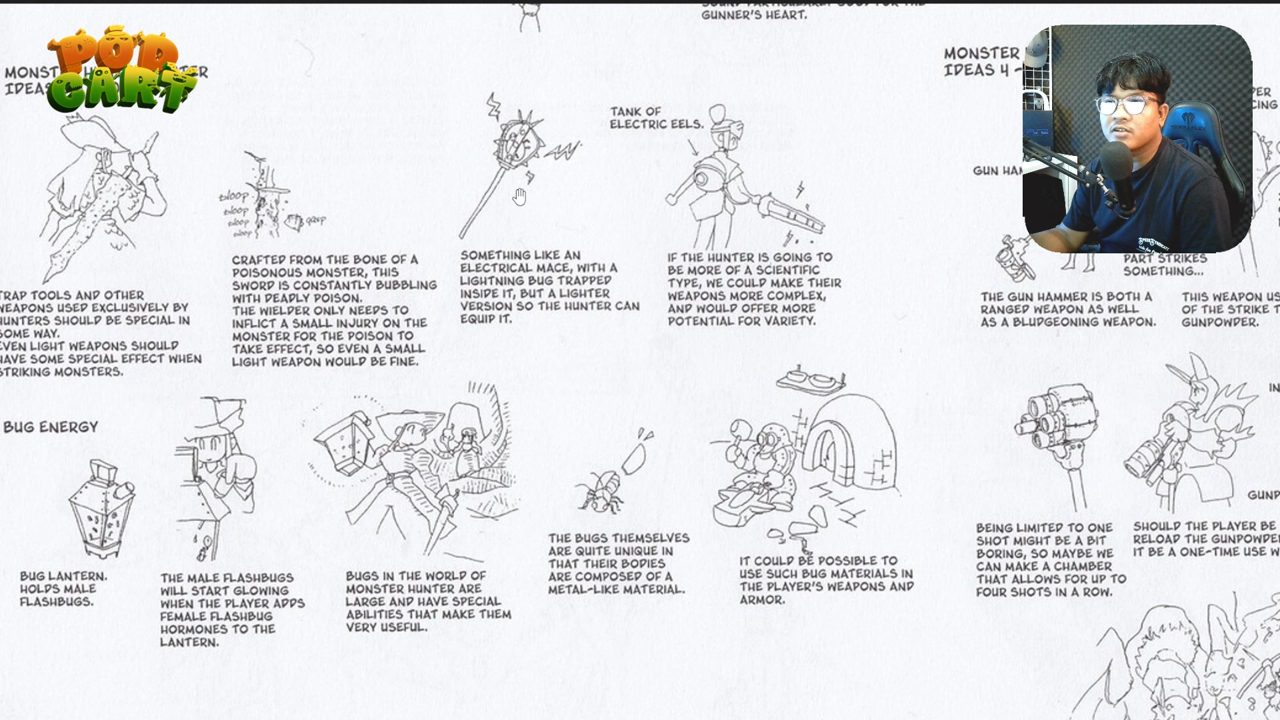 GUNNER'S HEART.
POD
CART
MONST
IDEAS
MONSTER
IDEAS 4 -
TANK OF
ELECTRIC EELS.
GUN HAM
bloop
bloop
bloop
bloop
TRAP TOOLS AND OTHER
WEAPONS USED EXCLUSIVELY BY
HUNTERS SHOULD BE SPECIAL IN
SOME WAY.
EVEN LIGHT WEAPONS SHOULD
HAVE SOME SPECIAL EFFECT WHEN
STRIKING MONSTERS.
CRAFTED FROM THE BONE OF A
POISONOUS MONSTER, THIS
SWORD IS CONSTANTLY BUBBLING
WITH DEADLY POISON.
THE WIELDER ONLY NEEDS TO
INFLICT A SMALL INJURY ON THE
MONSTER FOR THE POISON TO
TAKE EFFECT, SO EVEN A SMALL
LIGHT WEAPON WOULD BE FINE.
SOMETHING LIKE AN
ELECTRICAL MACE, WITH A
LIGHTNING BUG TRAPPED
INSIDE IT, BUT A LIGHTER
VERSION SO THE HUNTER CAN
EQUIP IT.
IF THE HUNTER IS GOING TO
BE MORE OF A SCIENTIFIC
TYPE, WE COULD MAKE THEIR
WEAPONS MORE COMPLEX,
AND WOULD OFFER MORE
POTENTIAL FOR VARIETY.
PART STRIKES
SOMETHING...
THE GUN HAMMER IS BOTH A
RANGED WEAPON AS WELL
AS A BLUDGEONING WEAPON.
THIS WEAPON US
OF THE STRIKE T
GUNPOWDER.
BUG ENERGY
BUG LANTERN.
HOLDS MALE
FLASHBUGS.
THE MALE FLASHBUGS
WILL START GLOWING
WHEN THE PLAYER ADDS
FEMALE FLASHBUG
HORMONES TO THE
LANTERN.
BUGS IN THE WORLD OF
MONSTER HUNTER ARE
LARGE AND HAVE SPECIAL
ABILITIES THAT MAKE THEM
VERY USEFUL.
THE BUGS THEMSELVES
ARE QUITE UNIQUE IN
THAT THEIR BODIES
ARE COMPOSED OF A
METAL-LIKE MATERIAL.
IT COULD BE POSSIBLE TO
USE SUCH BUG MATERIALS IN
THE PLAYER'S WEAPONS AND
ARMOR.
IN
GUNP
BEING LIMITED TO ONE
SHOT MIGHT BE A BIT
BORING, SO MAYBE WE
CAN MAKE A CHAMBER
THAT ALLOWS FOR UP TO
FOUR SHOTS IN A ROW.
SHOULD THE PLAYER BE
RELOAD THE GUNPOWDE
IT BE A ONE-TIME USE W